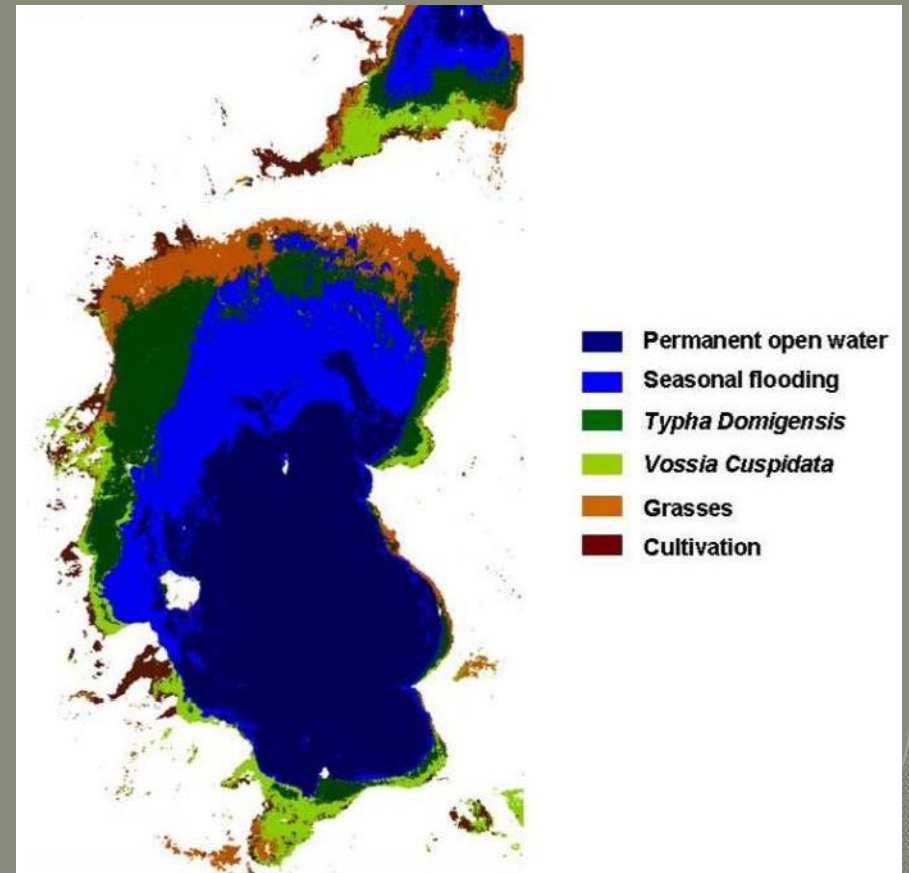 Permanent open water
Seasonal flooding
Typha Domigensis
Vossia Cuspidata
Grasses
Cultivation